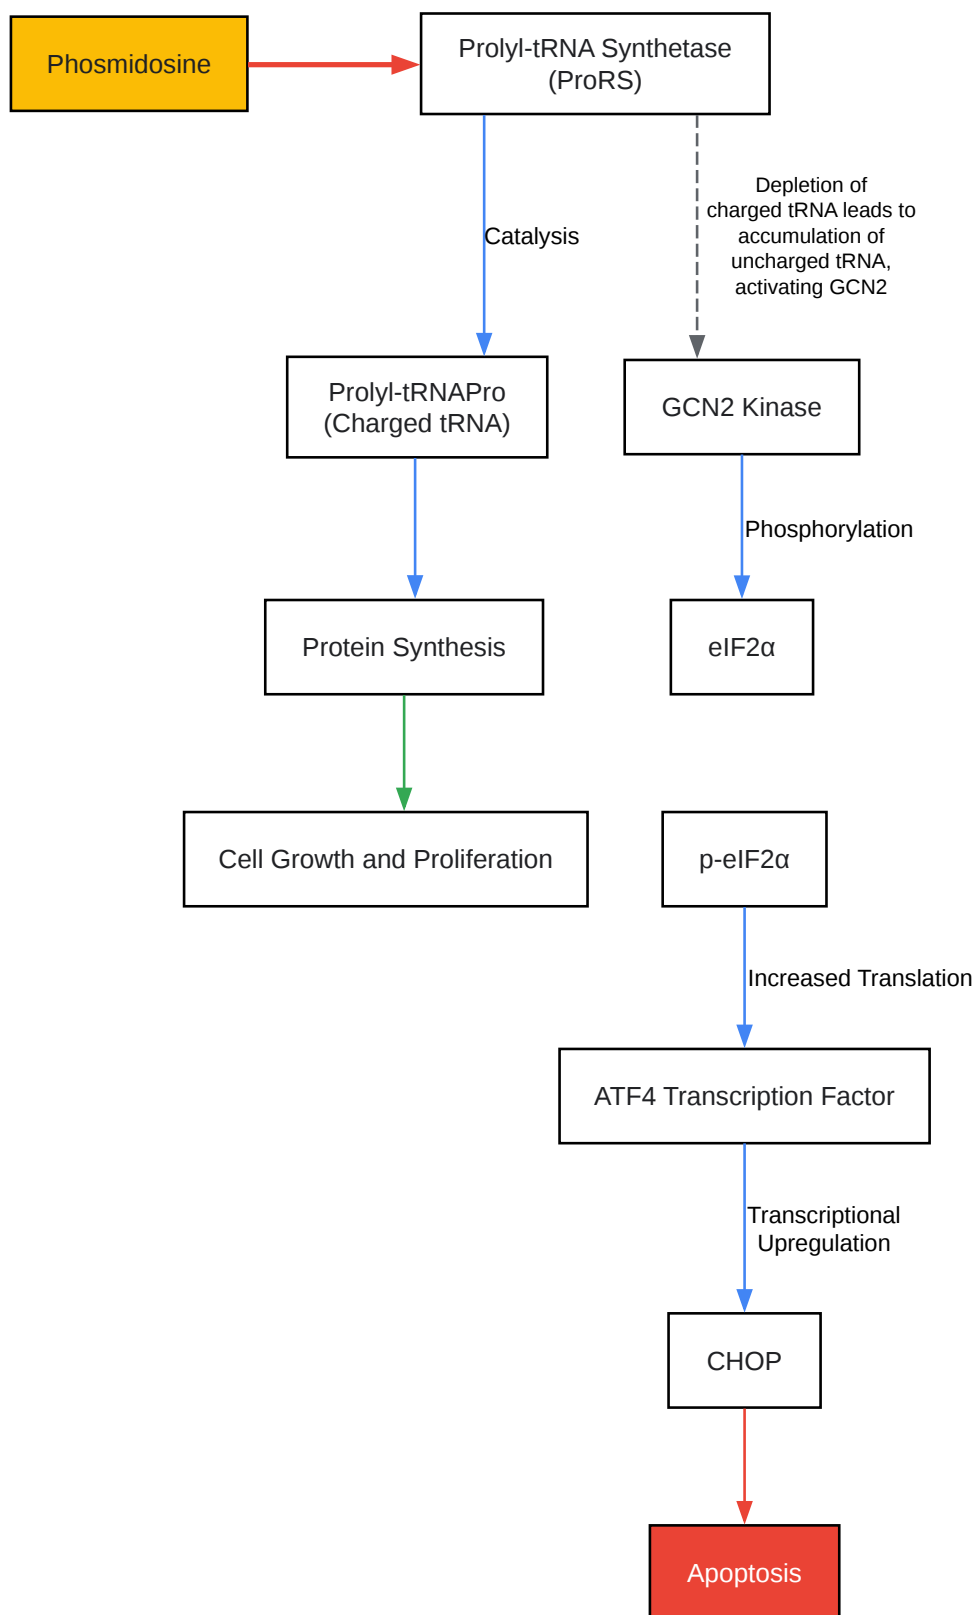 Phosmidosine
Prolyl-tRNA Synthetase
(ProRS)
Depletion of
charged tRNA leads to
accumulation of
uncharged tRNA,
activating GCN2
Catalysis
Prolyl-tRNAPro
(Charged tRNA)
GCN2 Kinase
Phosphorylation
Protein Synthesis
eIF2α
Cell Growth and Proliferation
p-eIF2α
Increased Translation
ATF4 Transcription Factor
Transcriptional
Upregulation
CHOP
Apoptosis